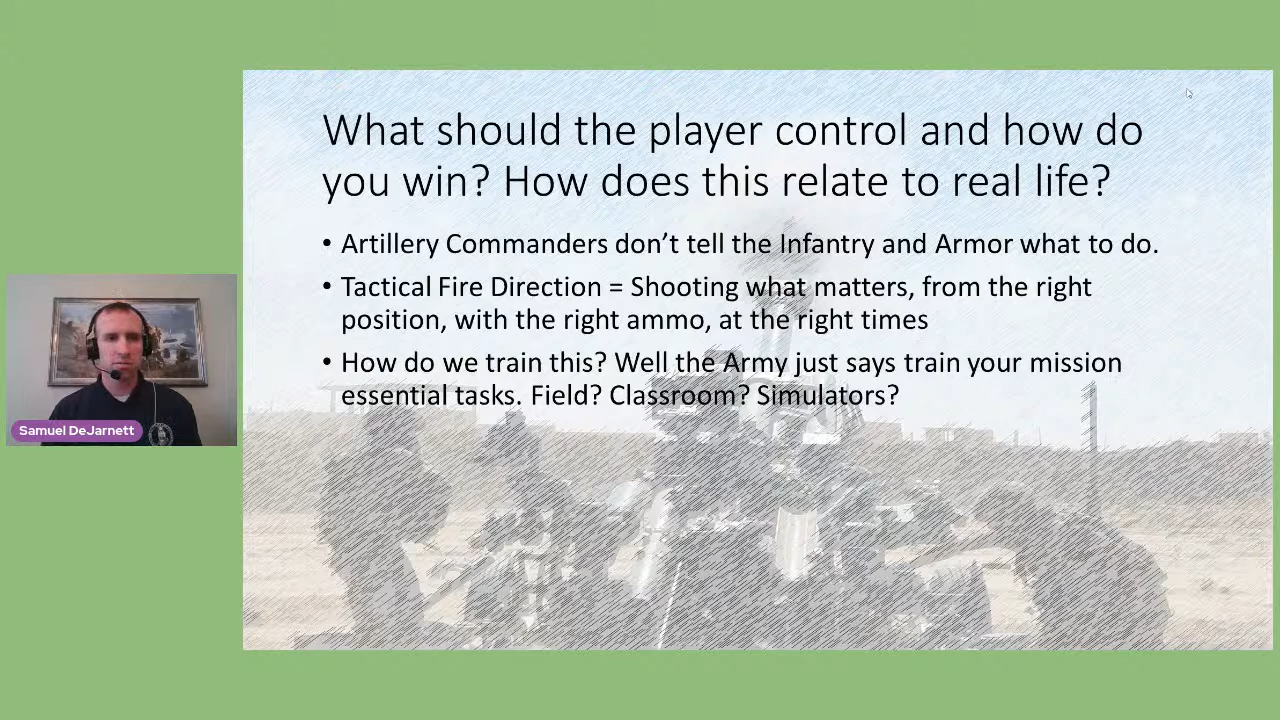 What should the player control and how do
you win? How does this relate to real life?
• Artillery Commanders don’t tell the Infantry and Armor what to do.
• Tactical Fire Direction = Shooting what matters, from the right
position, with the right ammo, at the right times
• How do we train this? Well the Army just says train your mission
essential tasks. Field? Classroom? Simulators?
Samuel DeJarnett